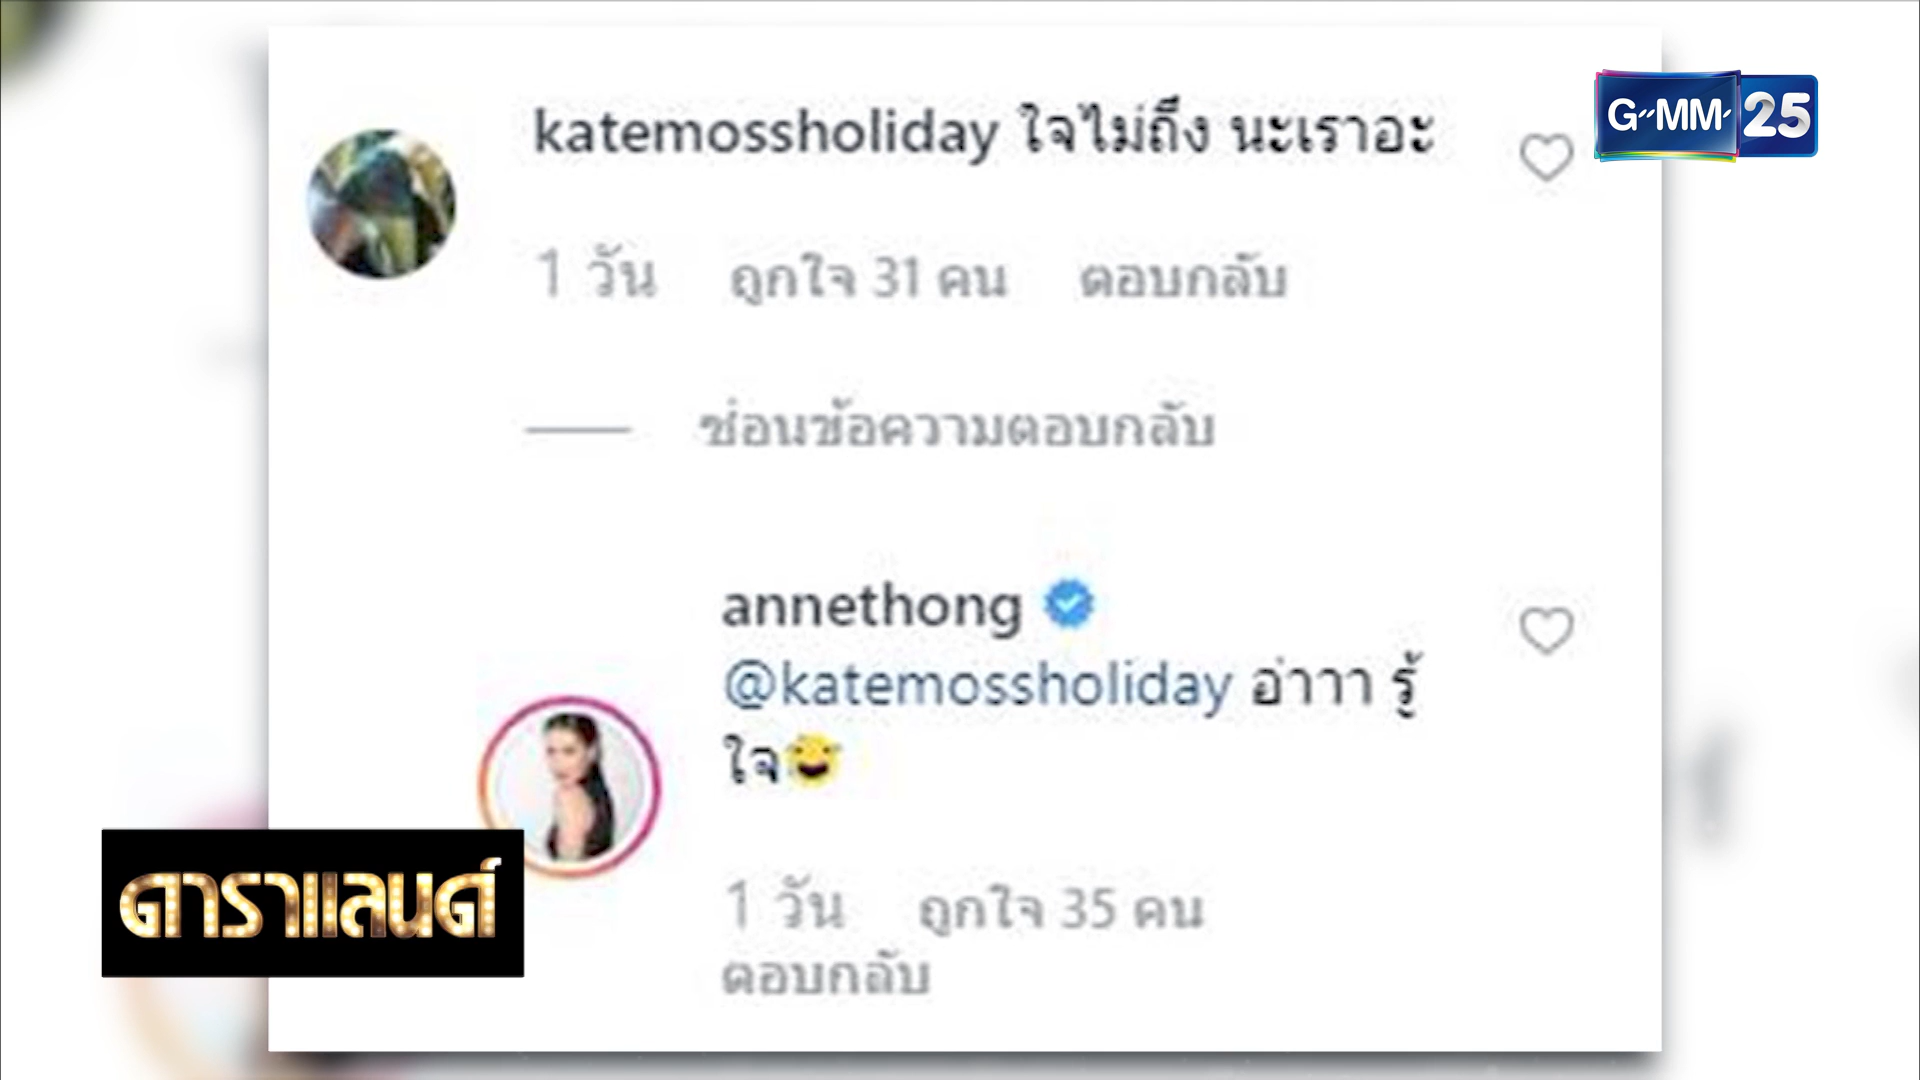 GMM 25
katemossholiday ใจไม่ถึง นะเราอะ
1 วัน ถูกใจ 31 คน ตอบกลับ
ซ่อนข้อความตอบกลับ
annethong
@katemossholiday อ่าาา รู้
ใจ😅
1 วัน ถูกใจ 35 คน
ตอบกลับ
ดาราแลนด์